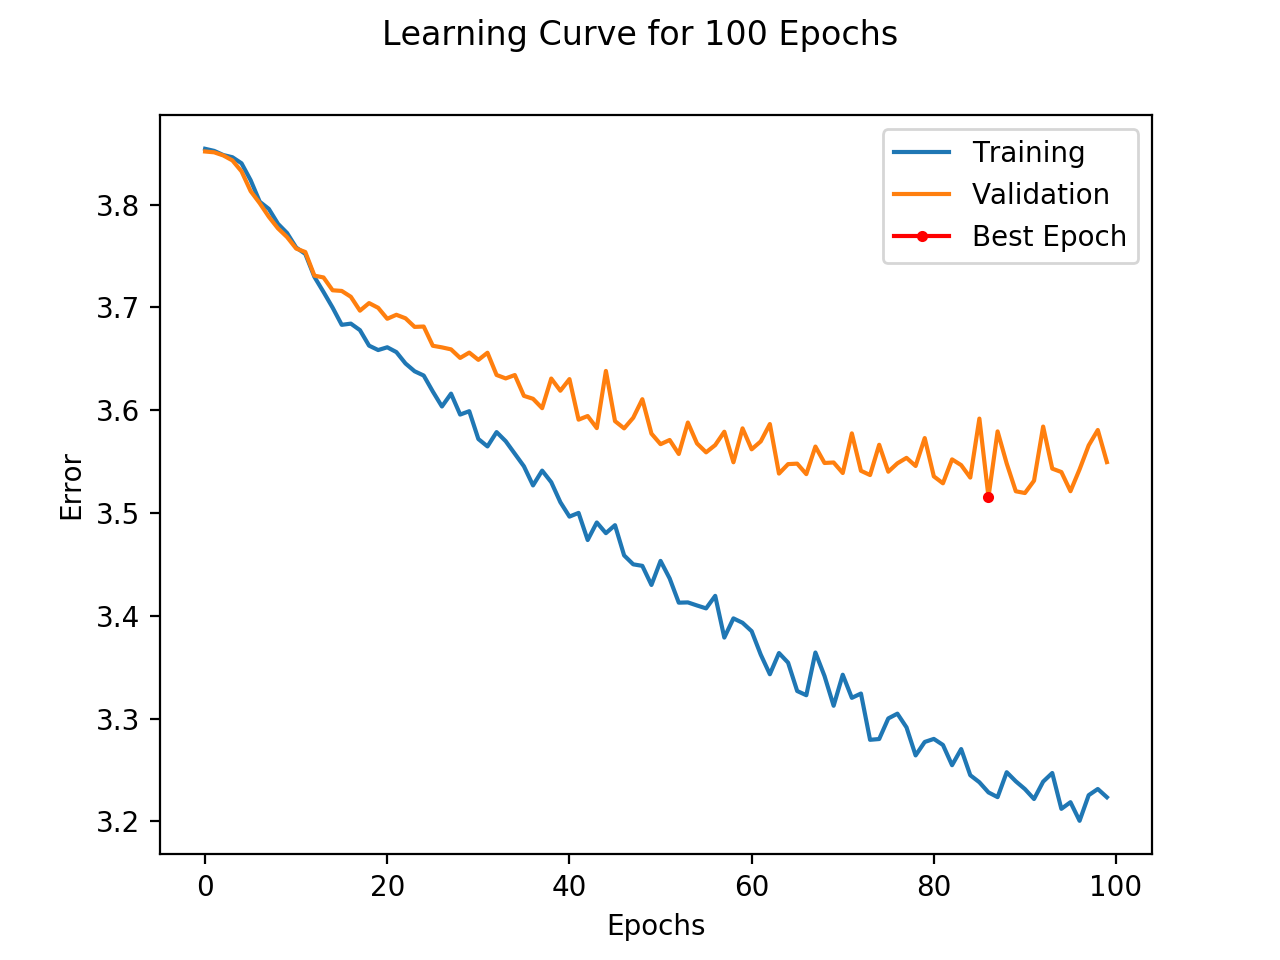 Learning Curve for 100 Epochs
Training
Validation
Best Epoch
3.8
3.7
3.6
3.5
3.4
3.3
3.2
Error
0 20 40 60 80 100
Epochs